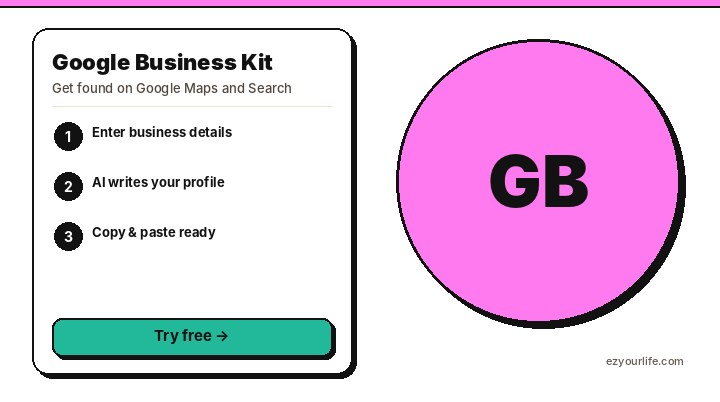 Google Business Kit
Get found on Google Maps and Search
1 Enter business details
2 AI writes your profile
3 Copy & paste ready
Try free →
GB
ezyourlife.com